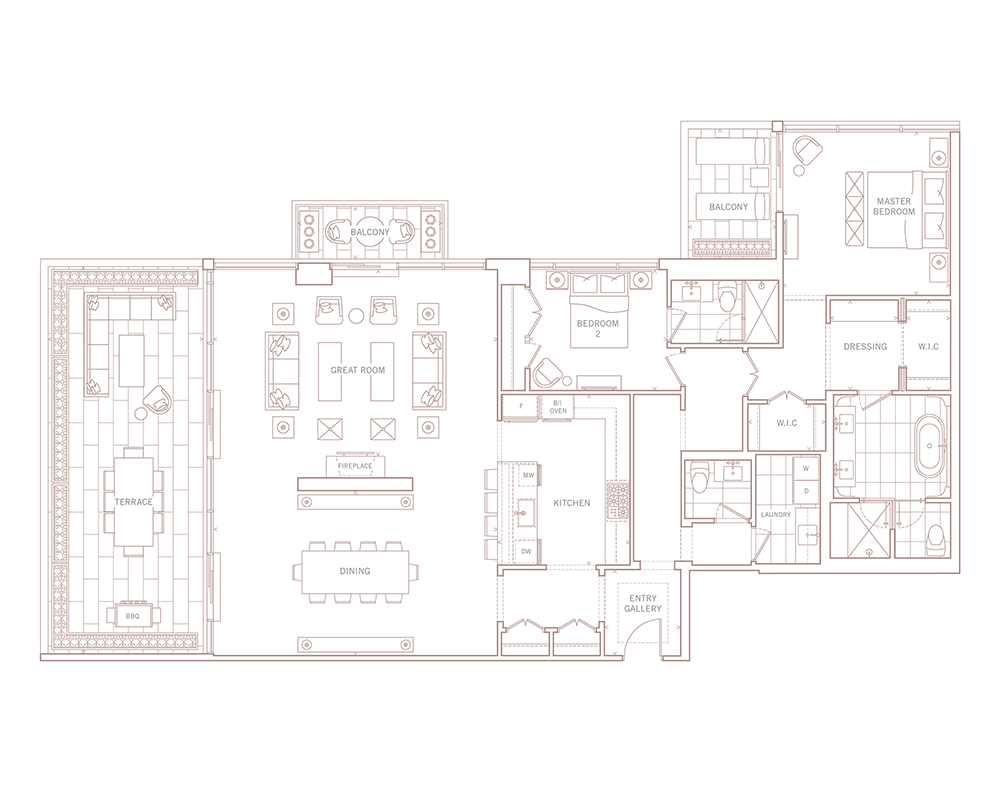 BALCONY
MASTER
BEDROOM
BALCONY
BEDROOM
2
DRESSING
W.I.C
GREAT ROOM
F
B/I
OVEN
W.I.C
FIREPLACE
MW
KITCHEN
W
D
TERRACE
LAUNDRY
DW
DINING
ENTRY
GALLERY
BBQ